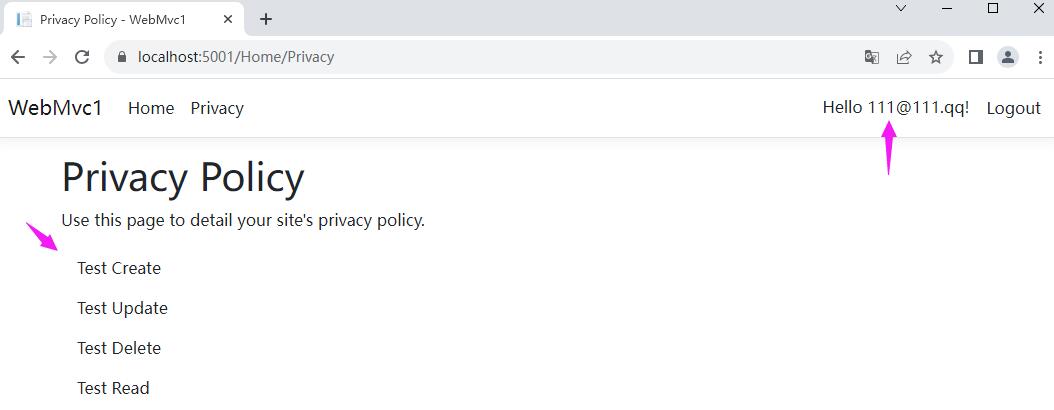 Privacy Policy - WebMvc1
localhost:5001/Home/Privacy
WebMvc1 Home Privacy Hello 111@111.qq! Logout
Privacy Policy
Use this page to detail your site's privacy policy.
Test Create
Test Update
Test Delete
Test Read